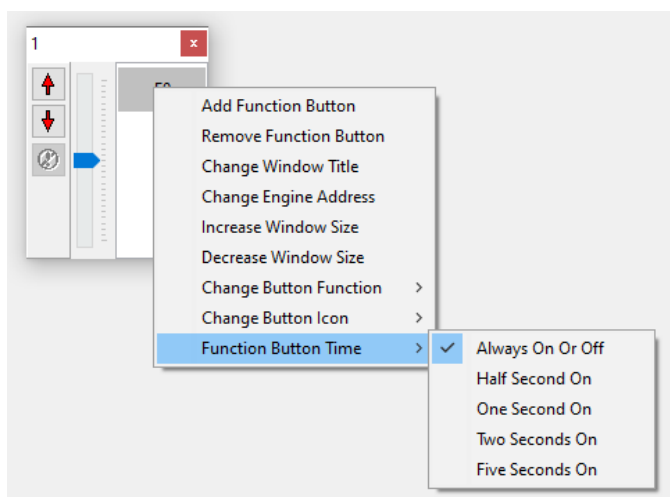 1
x
Add Function Button
Remove Function Button
Change Window Title
Change Engine Address
Increase Window Size
Decrease Window Size
Change Button Function
Change Button Icon
Function Button Time
Always On Or Off
Half Second On
One Second On
Two Seconds On
Five Seconds On